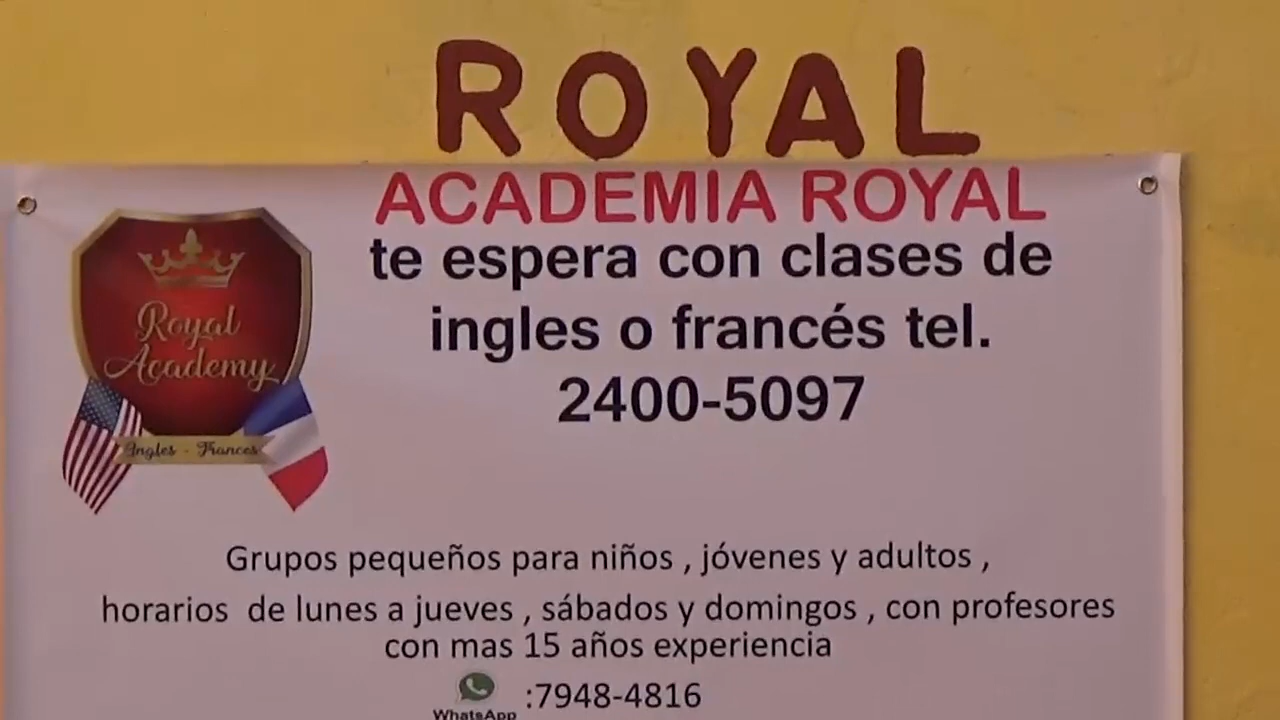 ROYAL
ACADEMIA ROYAL
te espera con clases de
ingles o francés tel.
2400-5097
Royal
Academy
Ingles - Frances
Grupos pequeños para niños , jóvenes y adultos ,
horarios de lunes a jueves , sábados y domingos , con profesores
con mas 15 años experiencia
:7948-4816
WhatsApp